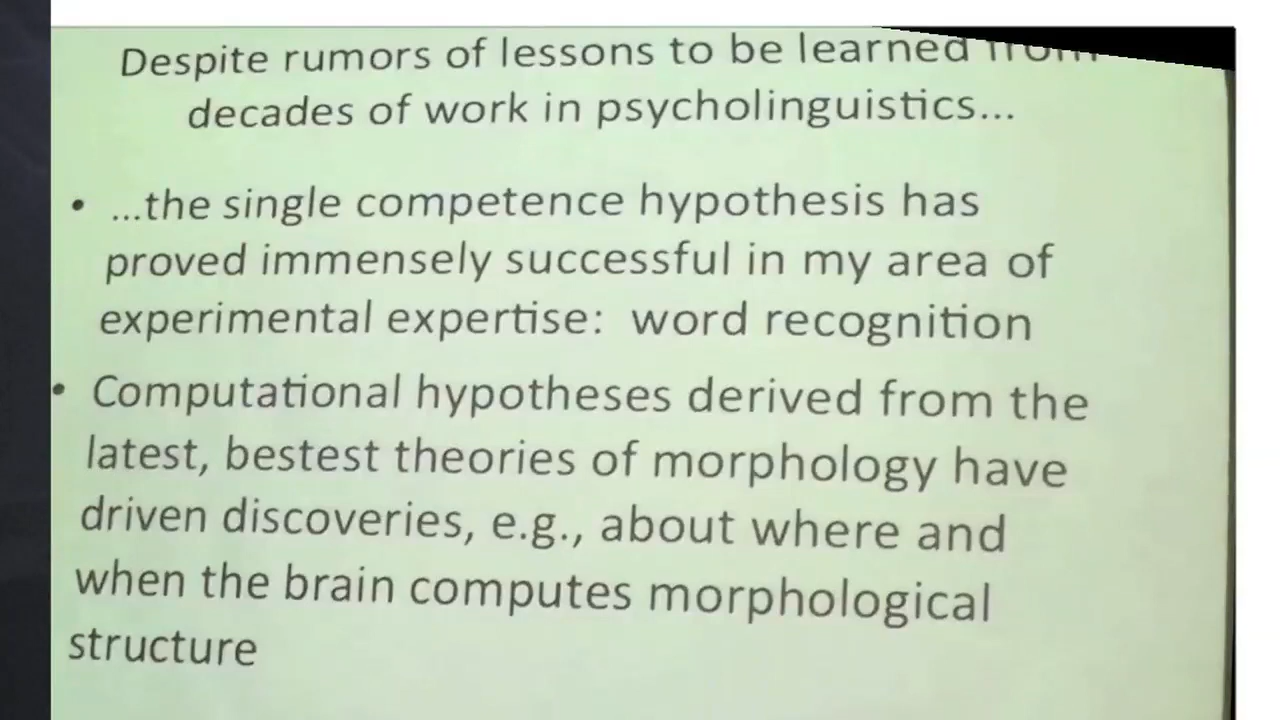 Despite rumors of lessons to be learned from
decades of work in psycholinguistics...
• ...the single competence hypothesis has
proved immensely successful in my area of
experimental expertise: word recognition
• Computational hypotheses derived from the
latest, bestest theories of morphology have
driven discoveries, e.g., about where and
when the brain computes morphological
structure